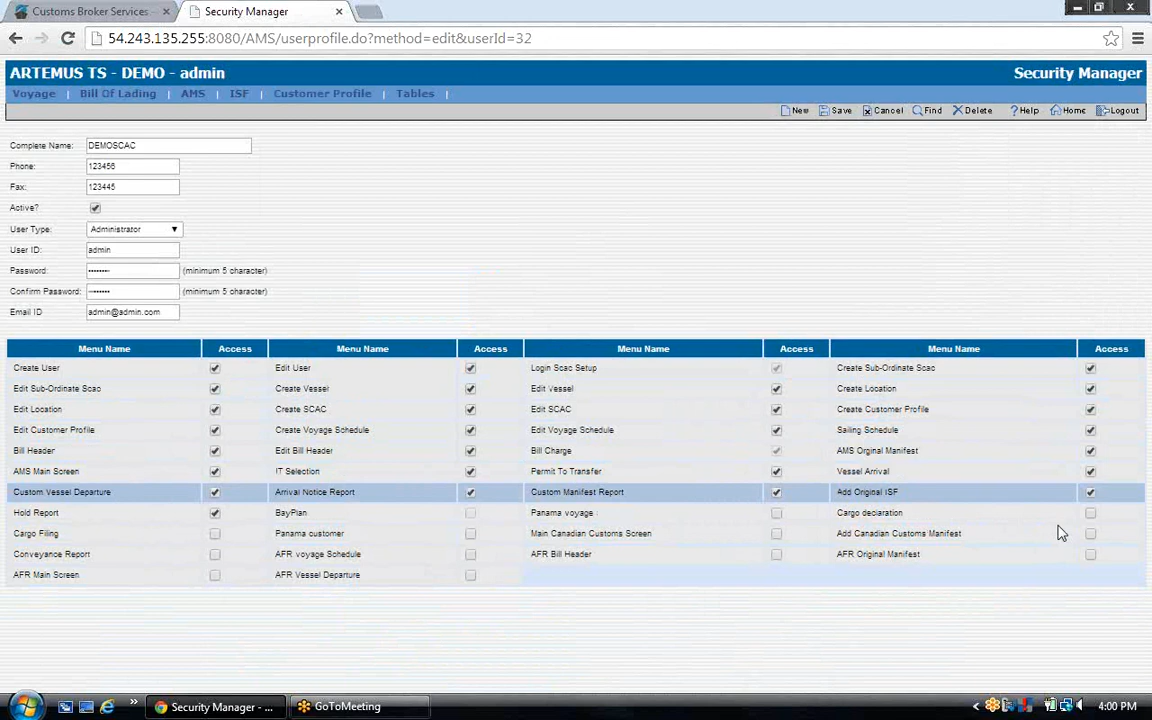 Customs Broker Services
Security Manager
54.243.135.255:8080/AMS/userprofile.do?method=edit&userId=32
ARTEMUS TS - DEMO - admin
Security Manager
Voyage | Bill Of Lading | AMS | ISF | Customer Profile | Tables |
New Save Cancel Find Delete Help Home Logout
Complete Name: DEMOSCAC
Phone: 123456
Fax: 123445
Active?
User Type: Administrator
User ID: admin
Password: (minimum 5 character)
Confirm Password: (minimum 5 character)
Email ID admin@admin.com
Menu Name Access Menu Name Access Menu Name Access Menu Name Access
Create User Edit User Login Scac Setup Create Sub-Ordinate Scac
Edit Sub-Ordinate Scac Create Vessel Edit Vessel Create Location
Edit Location Create SCAC Edit SCAC Create Customer Profile
Edit Customer Profile Create Voyage Schedule Edit Voyage Schedule Sailing Schedule
Bill Header Edit Bill Header Bill Charge AMS Orginal Manifest
AMS Main Screen IT Selection Permit To Transfer Vessel Arrival
Custom Vessel Departure Arrival Notice Report Custom Manifest Report Add Original ISF
Hold Report BayPlan Panama voyage Cargo declaration
Cargo Filing Panama customer Main Canadian Customs Screen Add Canadian Customs Manifest
Conveyance Report AFR voyage Schedule AFR Bill Header AFR Original Manifest
AFR Main Screen AFR Vessel Departure
Security Manager - ... GoToMeeting 4:00 PM